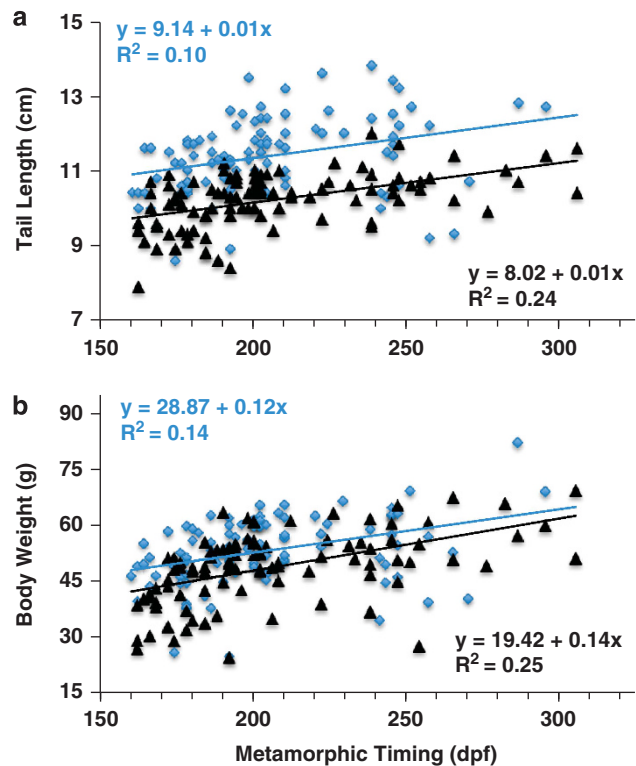 a
15
13
11
9
7
Tail Length (cm)
y = 9.14 + 0.01x
R² = 0.10
y = 8.02 + 0.01x
R² = 0.24
150
200
250
300
b
90
75
60
45
30
15
Body Weight (g)
y = 28.87 + 0.12x
R² = 0.14
y = 19.42 + 0.14x
R² = 0.25
150
200
250
300
Metamorphic Timing (dpf)